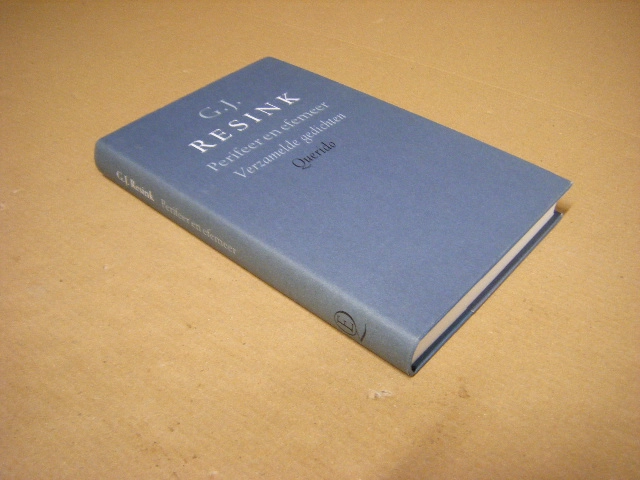 G.J.
RESINK
Perifeer en efemeer
Verzamelde gedichten
Querido
G.J. Resink Perifeer en efemeer